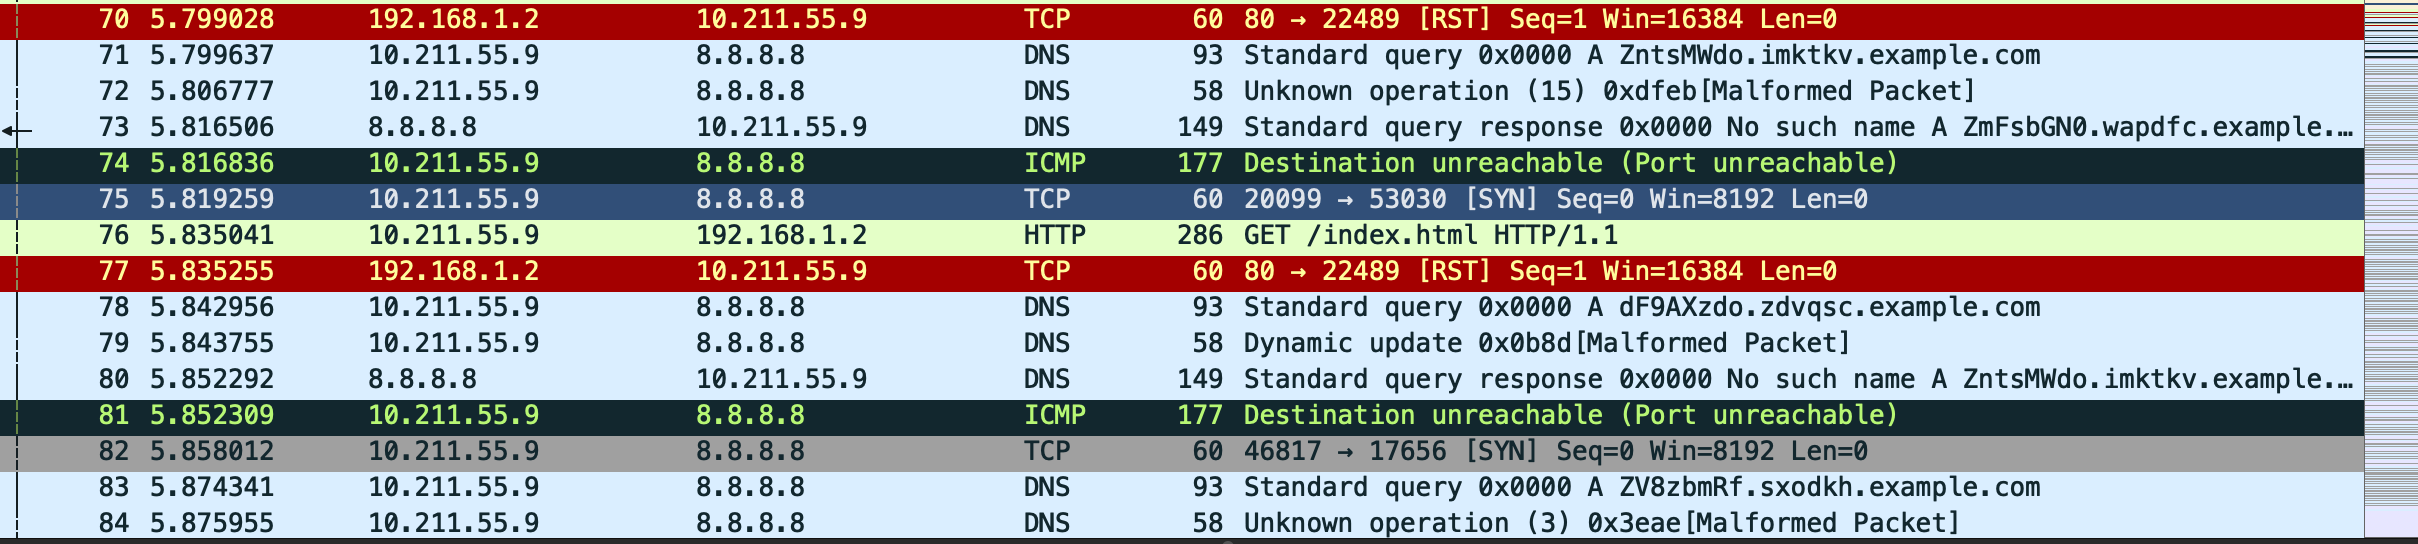 70 5.799028 192.168.1.2 10.211.55.9 TCP 60 80 → 22489 [RST] Seq=1 Win=16384 Len=0
71 5.799637 10.211.55.9 8.8.8.8 DNS 93 Standard query 0x0000 A ZntsMWdo.imktkv.example.com
72 5.806777 10.211.55.9 8.8.8.8 DNS 58 Unknown operation (15) 0xdfeb[Malformed Packet]
73 5.816506 8.8.8.8 10.211.55.9 DNS 149 Standard query response 0x0000 No such name A ZmFsbGN0.wapdfc.example.…
74 5.816836 10.211.55.9 8.8.8.8 ICMP 177 Destination unreachable (Port unreachable)
75 5.819259 10.211.55.9 8.8.8.8 TCP 60 20099 → 53030 [SYN] Seq=0 Win=8192 Len=0
76 5.835041 10.211.55.9 192.168.1.2 HTTP 286 GET /index.html HTTP/1.1
77 5.835255 192.168.1.2 10.211.55.9 TCP 60 80 → 22489 [RST] Seq=1 Win=16384 Len=0
78 5.842956 10.211.55.9 8.8.8.8 DNS 93 Standard query 0x0000 A dF9AXzdo.zdvqsc.example.com
79 5.843755 10.211.55.9 8.8.8.8 DNS 58 Dynamic update 0x0b8d[Malformed Packet]
80 5.852292 8.8.8.8 10.211.55.9 DNS 149 Standard query response 0x0000 No such name A ZntsMWdo.imktkv.example.…
81 5.852309 10.211.55.9 8.8.8.8 ICMP 177 Destination unreachable (Port unreachable)
82 5.858012 10.211.55.9 8.8.8.8 TCP 60 46817 → 17656 [SYN] Seq=0 Win=8192 Len=0
83 5.874341 10.211.55.9 8.8.8.8 DNS 93 Standard query 0x0000 A ZV8zbmRf.sxodkh.example.com
84 5.875955 10.211.55.9 8.8.8.8 DNS 58 Unknown operation (3) 0x3eae[Malformed Packet]